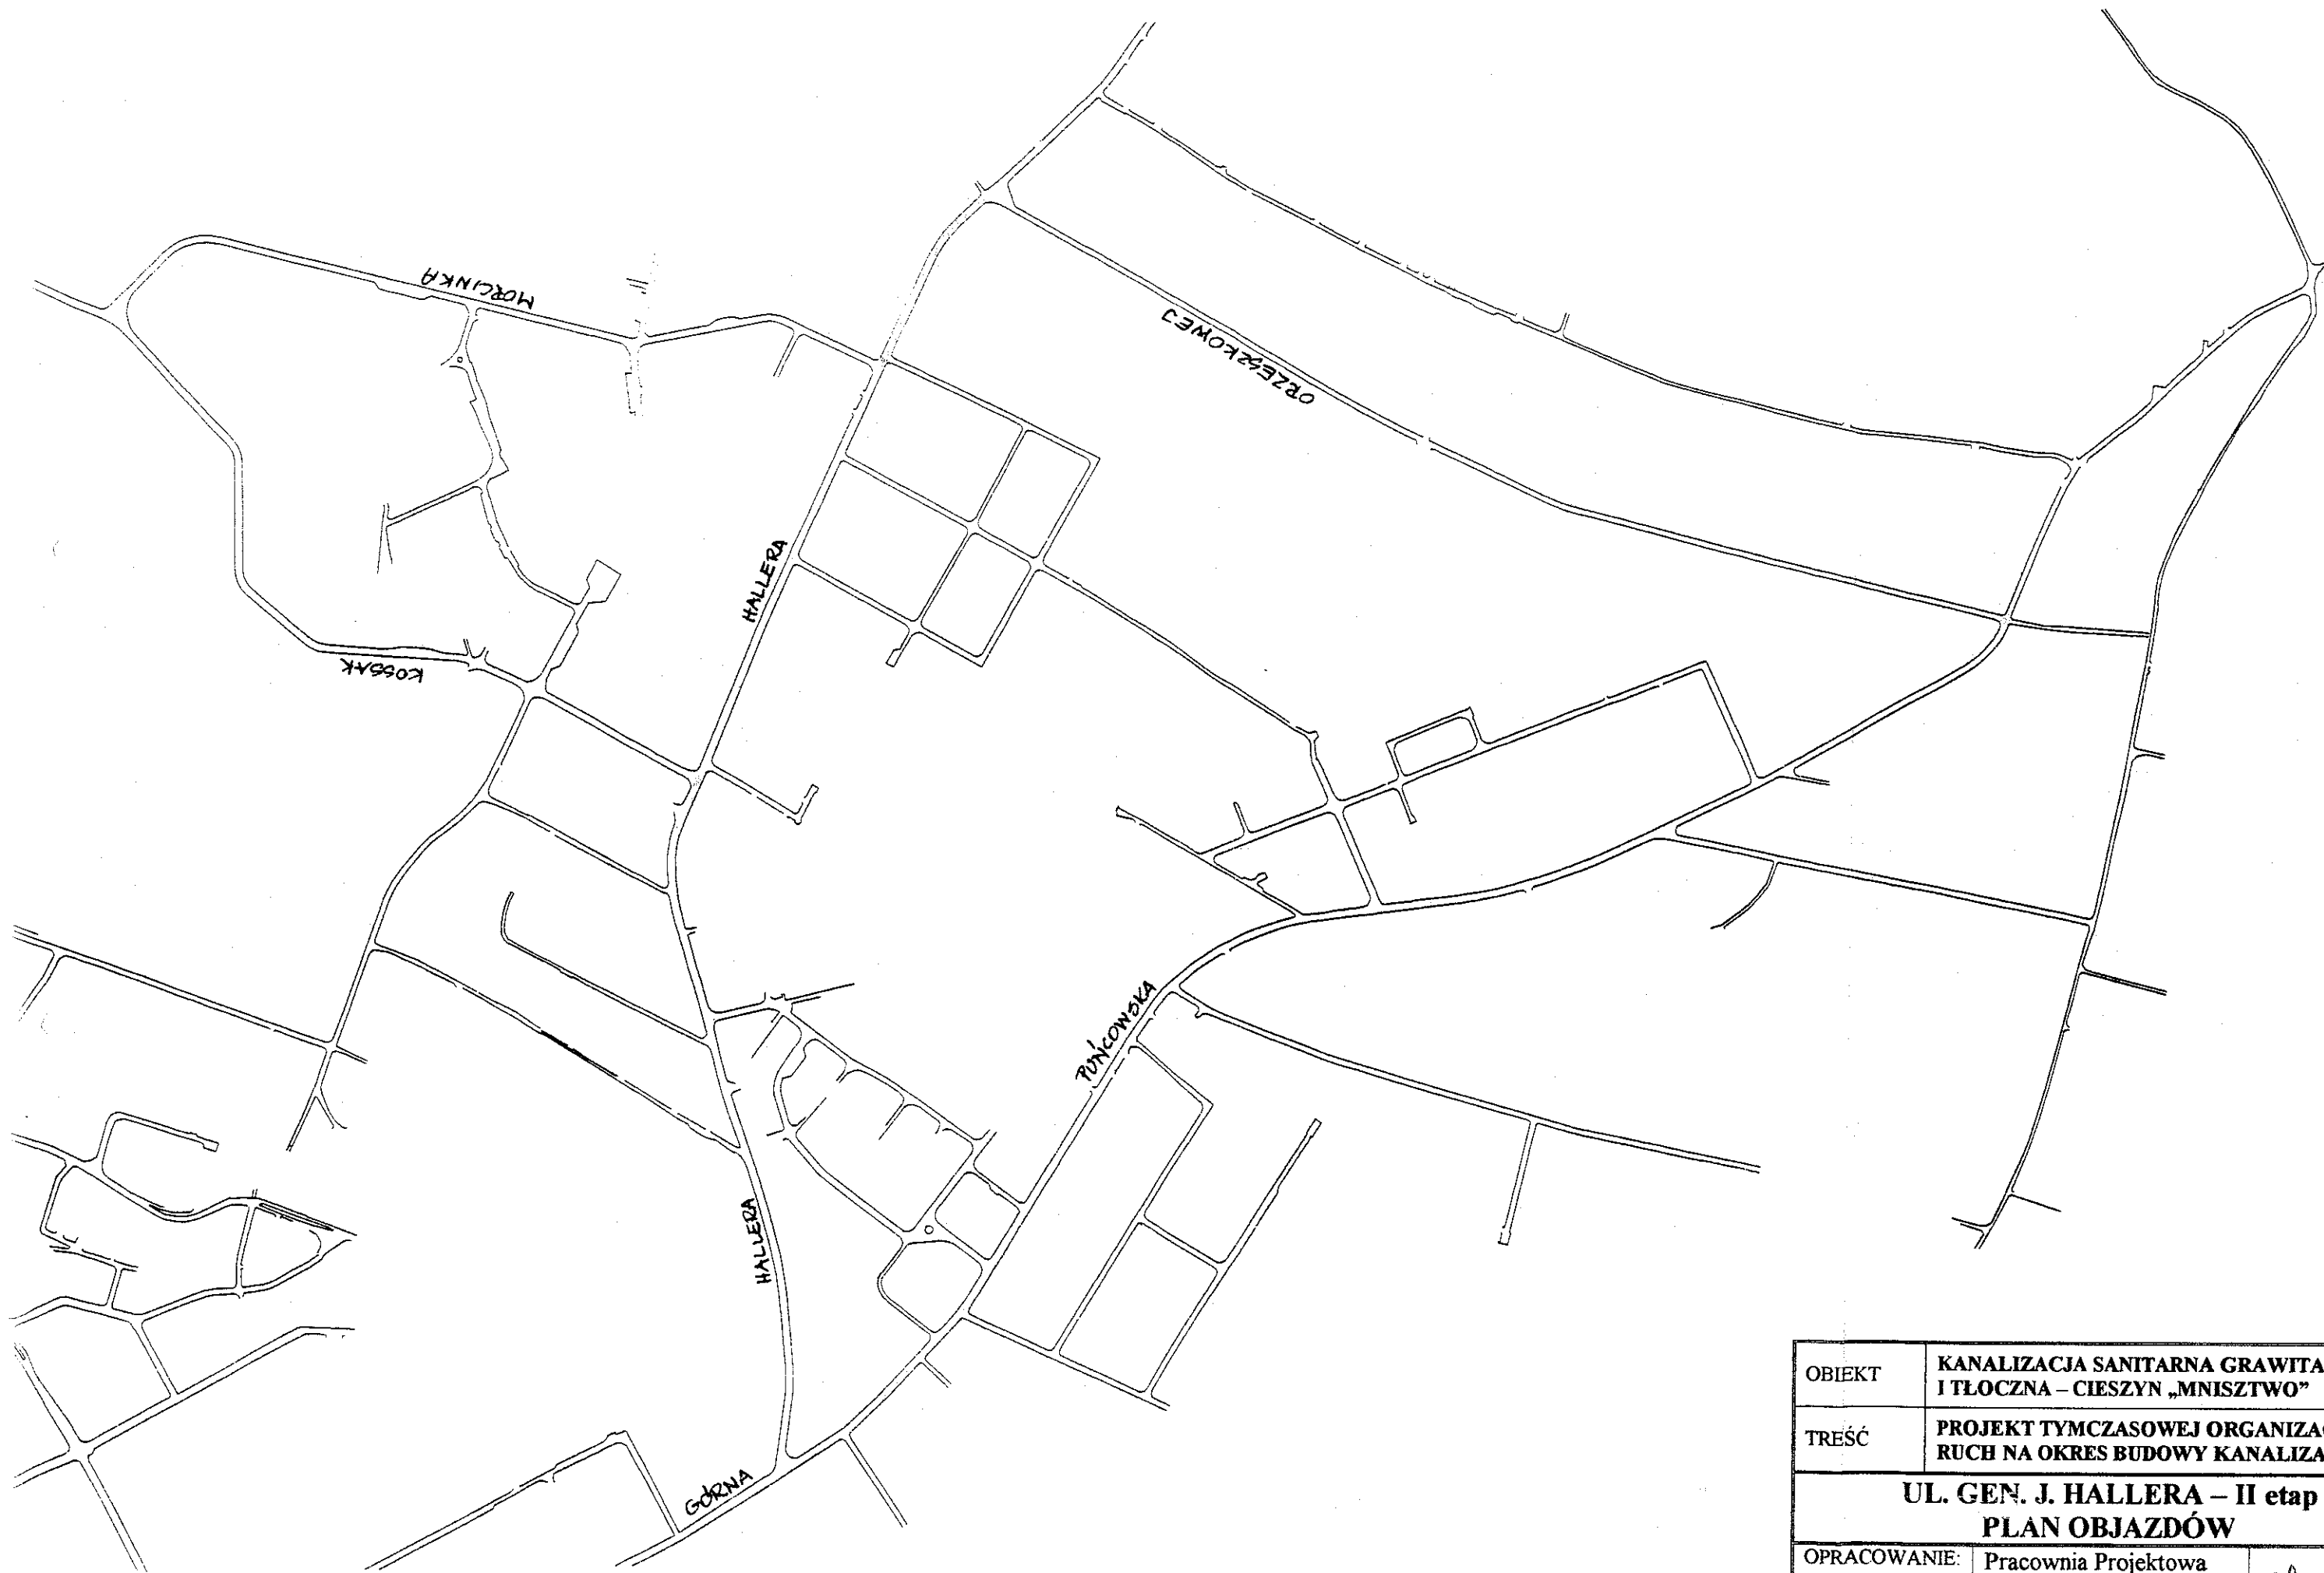 MORCINKA
ORZESZKOWEJ
HALLERA
KOSSAK
PUŃCOWSKA
HALLERA
GÓRNA
OBIEKT
KANALIZACJA SANITARNA GRAWITA
I TŁOCZNA – CIESZYN „MNISZTWO”
TREŚĆ
PROJEKT TYMCZASOWEJ ORGANIZA
RUCH NA OKRES BUDOWY KANALIZA
UL. GEN. J. HALLERA – II etap
PLAN OBJAZDÓW
OPRACOWANIE:
Pracownia Projektowa